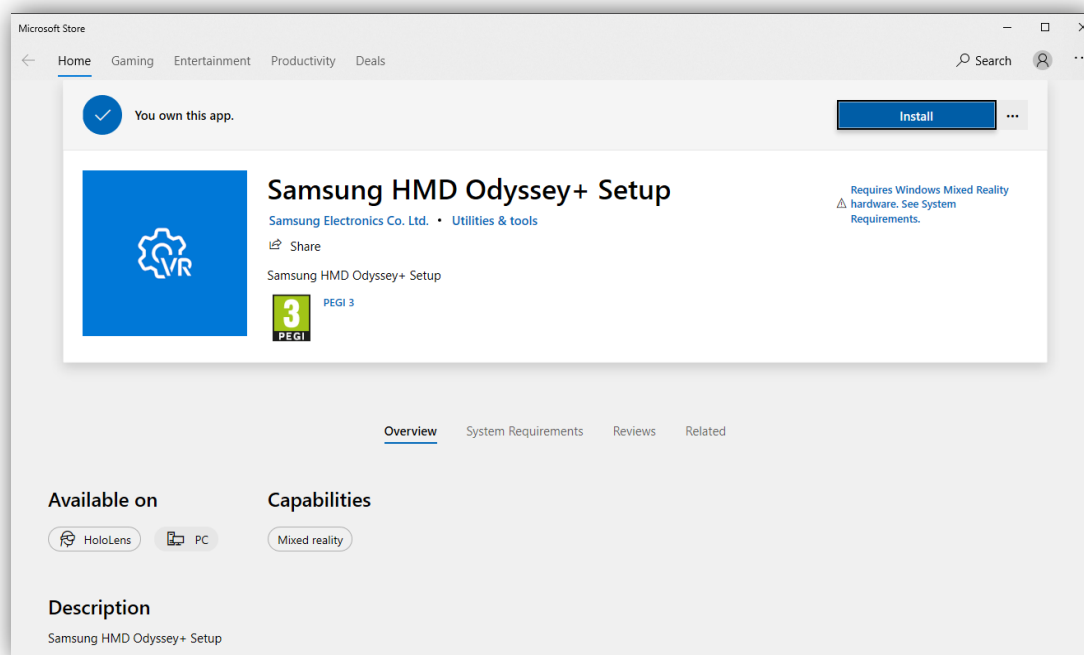 Microsoft Store
Home Gaming Entertainment Productivity Deals Search
You own this app.
Install
VR
Samsung HMD Odyssey+ Setup
Samsung Electronics Co. Ltd. • Utilities & tools
Share
Samsung HMD Odyssey+ Setup
3
PEGI
PEGI 3
Requires Windows Mixed Reality
hardware. See System
Requirements.
Overview System Requirements Reviews Related
Available on
HoloLens PC
Capabilities
Mixed reality
Description
Samsung HMD Odyssey+ Setup